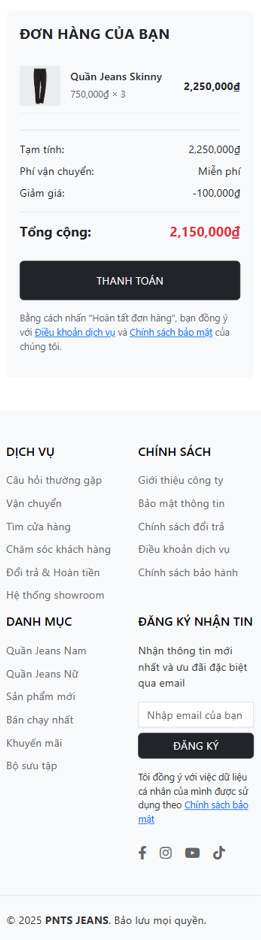 ĐƠN HÀNG CỦA BẠN
Quần Jeans Skinny
750,000₫ × 3
2,250,000₫
Tạm tính: 2,250,000₫
Phí vận chuyển: Miễn phí
Giảm giá: -100,000₫
Tổng cộng: 2,150,000₫
THANH TOÁN
Bằng cách nhấn "Hoàn tất đơn hàng", bạn đồng ý
với Điều khoản dịch vụ và Chính sách bảo mật của
chúng tôi.
DỊCH VỤ
Câu hỏi thường gặp
Vận chuyển
Tìm cửa hàng
Chăm sóc khách hàng
Đổi trả & Hoàn tiền
Hệ thống showroom
CHÍNH SÁCH
Giới thiệu công ty
Bảo mật thông tin
Chính sách đổi trả
Điều khoản dịch vụ
Chính sách bảo hành
DANH MỤC
Quần Jeans Nam
Quần Jeans Nữ
Sản phẩm mới
Bán chạy nhất
Khuyến mãi
Bộ sưu tập
ĐĂNG KÝ NHẬN TIN
Nhận thông tin mới
nhất và ưu đãi đặc biệt
qua email
Nhập email của bạn
ĐĂNG KÝ
Tôi đồng ý với việc dữ liệu
cá nhân của mình được sử
dụng theo Chính sách bảo
mật
© 2025 PNTS JEANS. Bảo lưu mọi quyền.